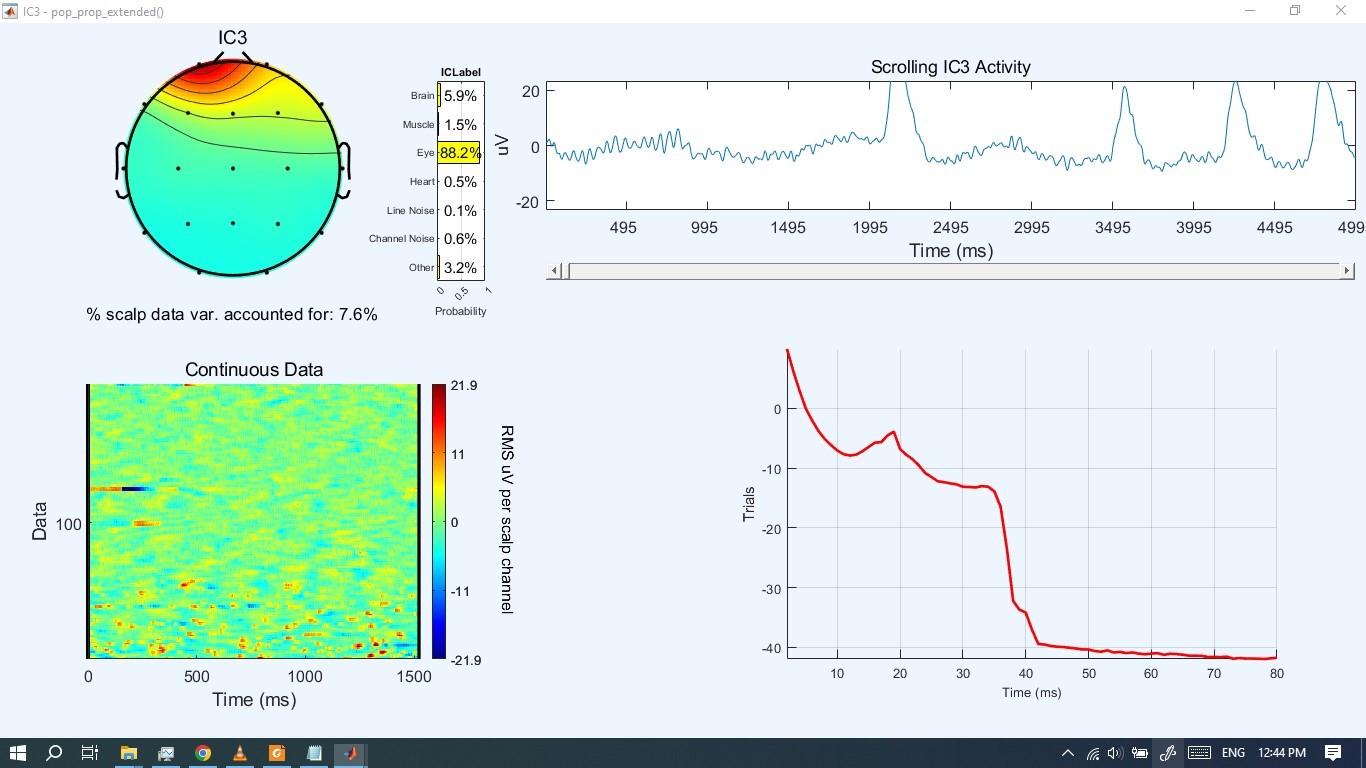 IC3 - pop_prop_extended()
IC3
ICLabel
Brain 5.9%
Muscle 1.5%
Eye 88.2%
Heart 0.5%
Line Noise 0.1%
Channel Noise 0.6%
Other 3.2%
0 0.5 1
Probability
% scalp data var. accounted for: 7.6%
Scrolling IC3 Activity
20
0
-20
uV
495 995 1495 1995 2495 2995 3495 3995 4495 499
Time (ms)
Continuous Data
Data
100
0 500 1000 1500
Time (ms)
21.9
11
0
-11
-21.9
RMS uV per scalp channel
0
-10
-20
-30
-40
Trials
10 20 30 40 50 60 70 80
Time (ms)
ENG 12:44 PM